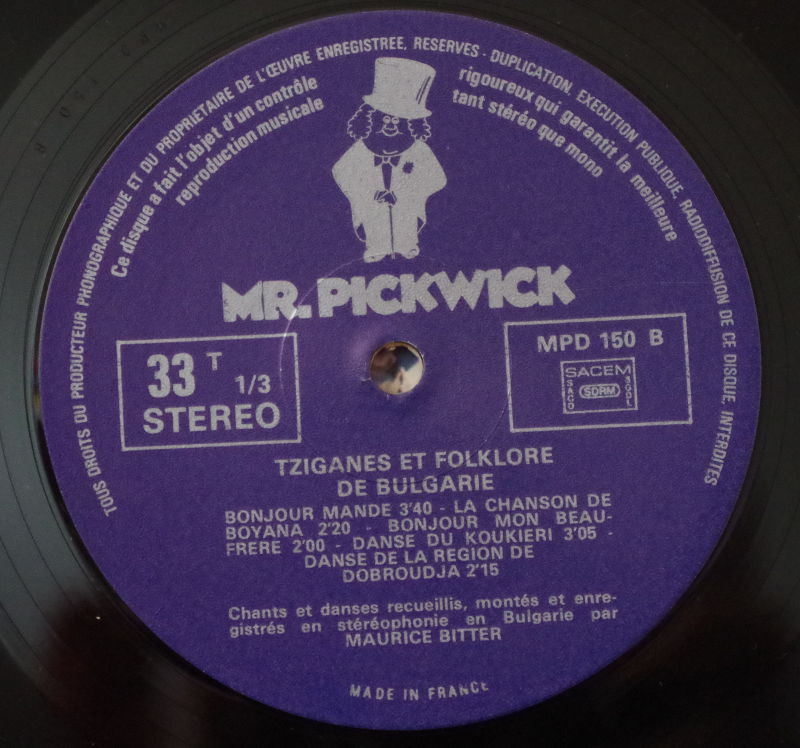 TOUS DROITS DU PRODUCTEUR PHONOGRAPHIQUE ET DU PROPRIETAIRE DE L'ŒUVRE ENREGISTREE, RESERVES - DUPLICATION, EXECUTION PUBLIQUE, RADIODIFFUSION DE CE DISQUE, INTERDITES
Ce disque a fait l'objet d'un contrôle rigoureux qui garantit la meilleure
reproduction musicale tant stéréo que mono
MR. PICKWICK
33 T 1/3
STEREO
MPD 150 B
SACEM
SACD SDRM SGDL
TZIGANES ET FOLKLORE
DE BULGARIE
BONJOUR MANDE 3'40 - LA CHANSON DE
BOYANA 2'20 - BONJOUR MON BEAU-
FRERE 2'00 - DANSE DU KOUKIERI 3'05 -
DANSE DE LA REGION DE
DOBROUDJA 2'15
Chants et danses recueillis, montés et enre-
gistrés en stéréophonie en Bulgarie par
MAURICE BITTER
MADE IN FRANCE